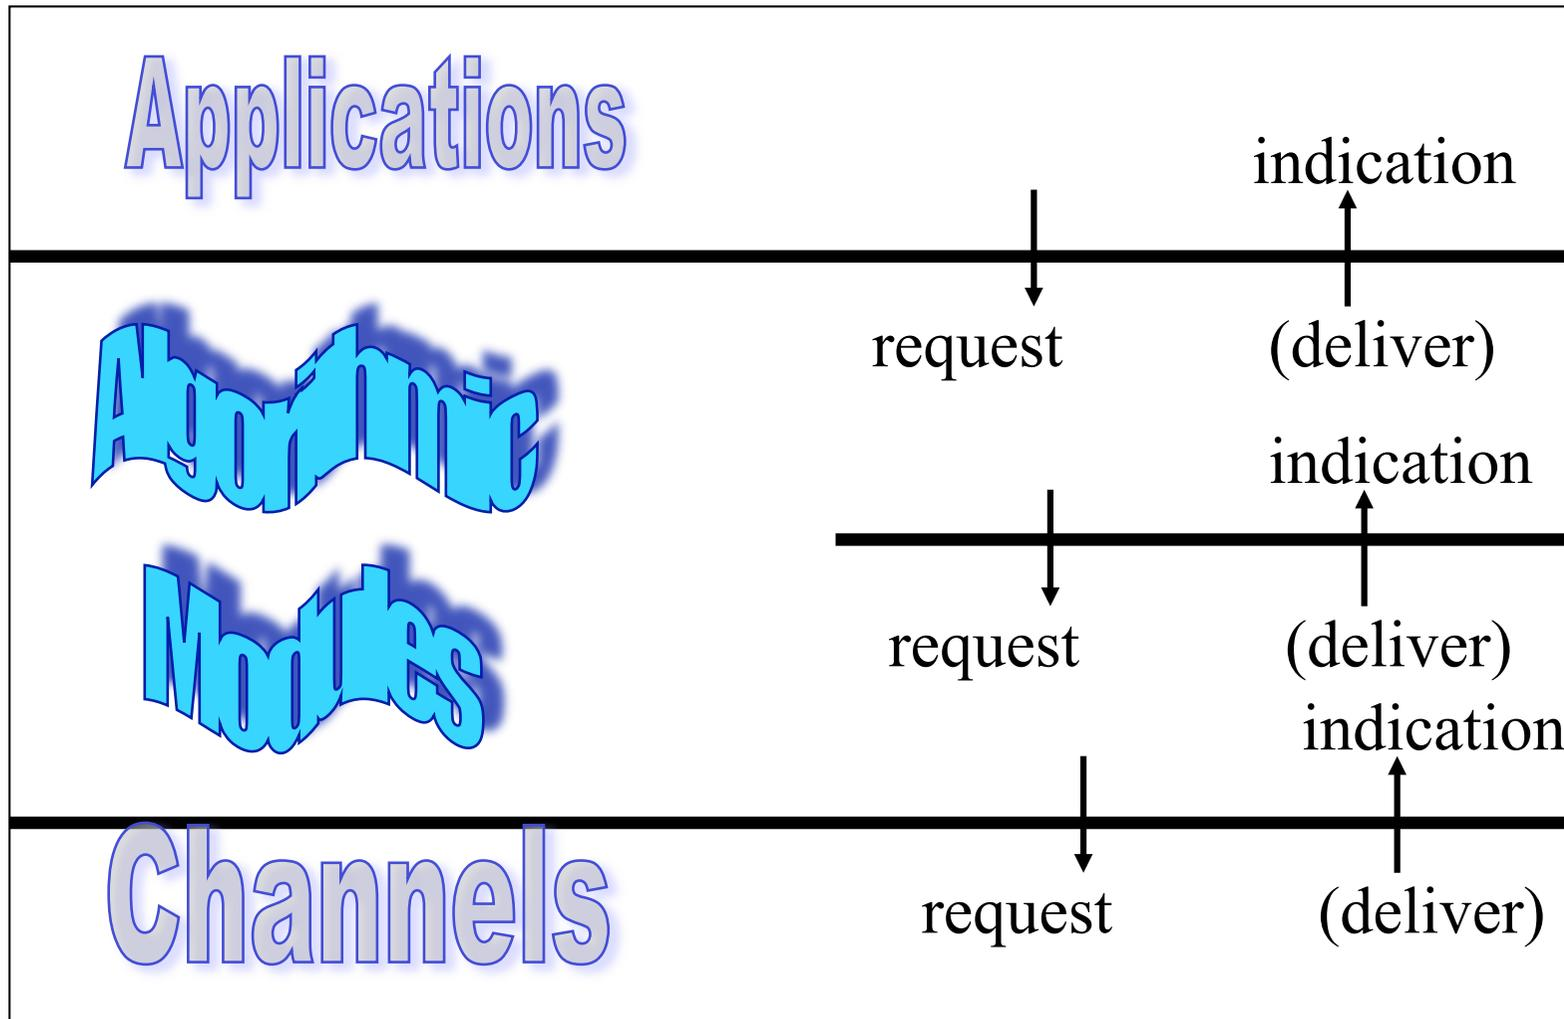 Applications
indication
request (deliver)
Algorithmic
indication
Modules
request (deliver)
indication
Channels
request (deliver)